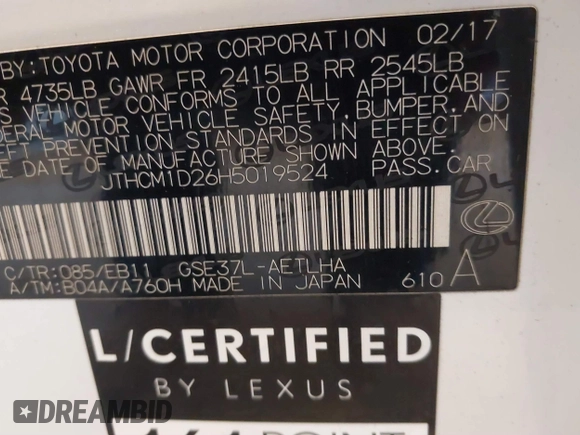 BY:TOYOTA MOTOR CORPORATION 02/17
4735LB GAWR FR 2415LB RR 2545LB
VEHICLE CONFORMS TO ALL APPLICABLE
MOTOR VEHICLE SAFETY, BUMPER, AND
THEFT PREVENTION STANDARDS IN EFFECT ON
DATE OF MANUFACTURE SHOWN ABOVE.
JTHCM1D26H5019524 PASS.CAR
C/TR:085/EB11 GSE37L-AETLHA
A/TM:B04A/A760H MADE IN JAPAN 610 A
L/CERTIFIED
BY LEXUS
DREAMBID